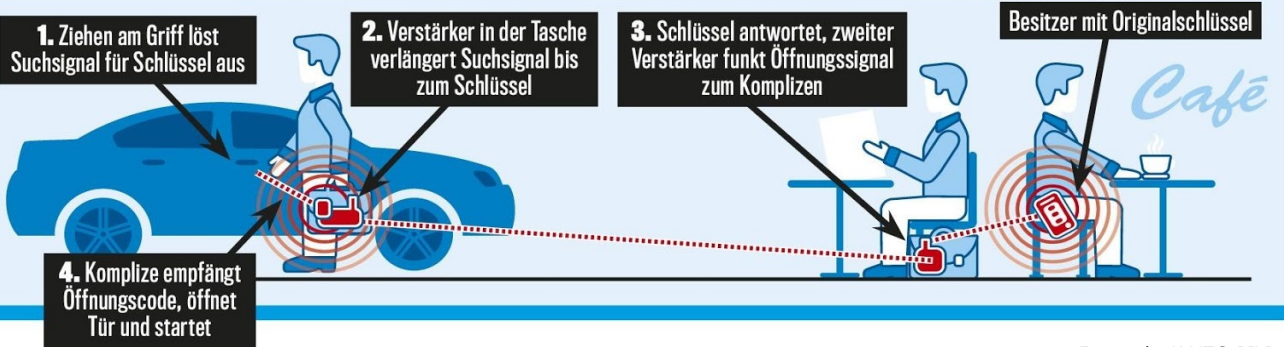 1. Ziehen am Griff löst
Suchsignal für Schlüssel aus
2. Verstärker in der Tasche
verlängert Suchsignal bis
zum Schlüssel
3. Schlüssel antwortet, zweiter
Verstärker funkt Öffnungssignal
zum Komplizen
Besitzer mit Originalschlüssel
Café
4. Komplize empfängt
Öffnungscode, öffnet
Tür und startet